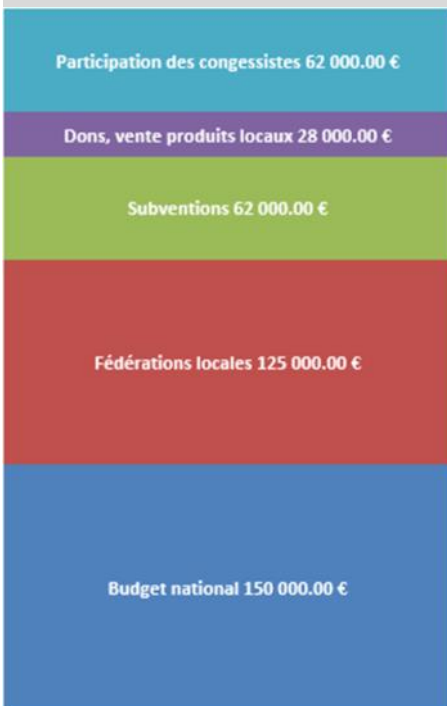 Participation des congessistes 62 000.00 €
Dons, vente produits locaux 28 000.00 €
Subventions 62 000.00 €
Fédérations locales 125 000.00 €
Budget national 150 000.00 €